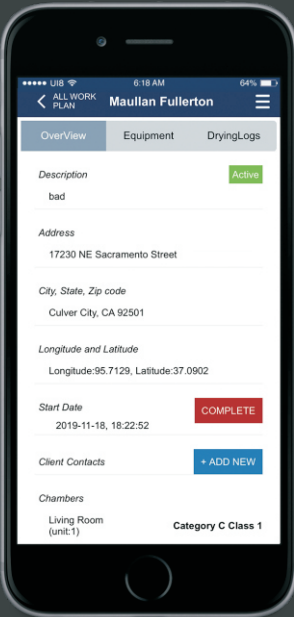 UI8 6:18 AM 64%
ALL WORK
PLAN
Maullan Fullerton
OverView Equipment DryingLogs
Description Active
bad
Address
17230 NE Sacramento Street
City, State, Zip code
Culver City, CA 92501
Longitude and Latitude
Longitude:95.7129, Latitude:37.0902
Start Date COMPLETE
2019-11-18, 18:22:52
Client Contacts + ADD NEW
Chambers
Living Room
(unit:1) Category C Class 1